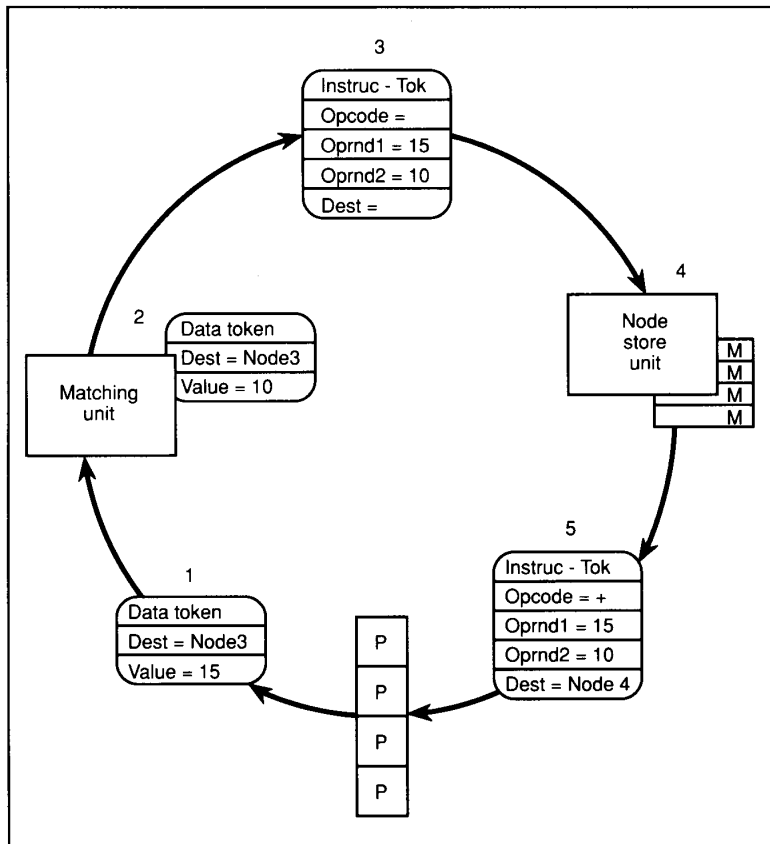 3
Instruc - Tok
Opcode =
Oprnd1 = 15
Oprnd2 = 10
Dest =
4
Node
store
unit
M
M
M
M
2
Data token
Dest = Node3
Value = 10
Matching
unit
5
Instruc - Tok
Opcode = +
Oprnd1 = 15
Oprnd2 = 10
Dest = Node 4
1
Data token
Dest = Node3
Value = 15
P
P
P
P